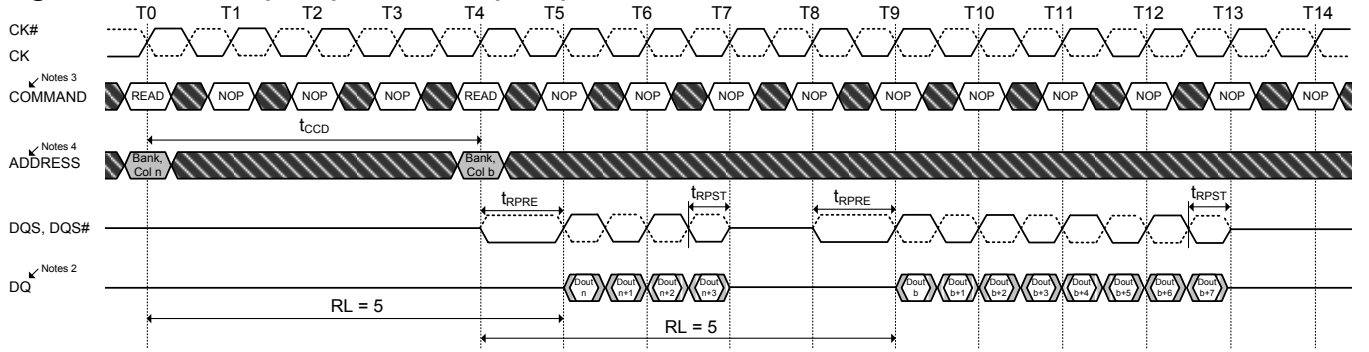 T0 T1 T2 T3 T4 T5 T6 T7 T8 T9 T10 T11 T12 T13 T14
CK#
CK
Notes 3
COMMAND READ NOP NOP NOP READ NOP NOP NOP NOP NOP NOP NOP NOP NOP NOP
tCCD
Notes 4
ADDRESS
Bank,
Col n
Bank,
Col b
tRPRE tRPST tRPRE tRPST
DQS, DQS#
Notes 2
DQ
Dout
n
Dout
n+1
Dout
n+2
Dout
n+3
Dout
b
Dout
b+1
Dout
b+2
Dout
b+3
Dout
b+4
Dout
b+5
Dout
b+6
Dout
b+7
RL = 5
RL = 5